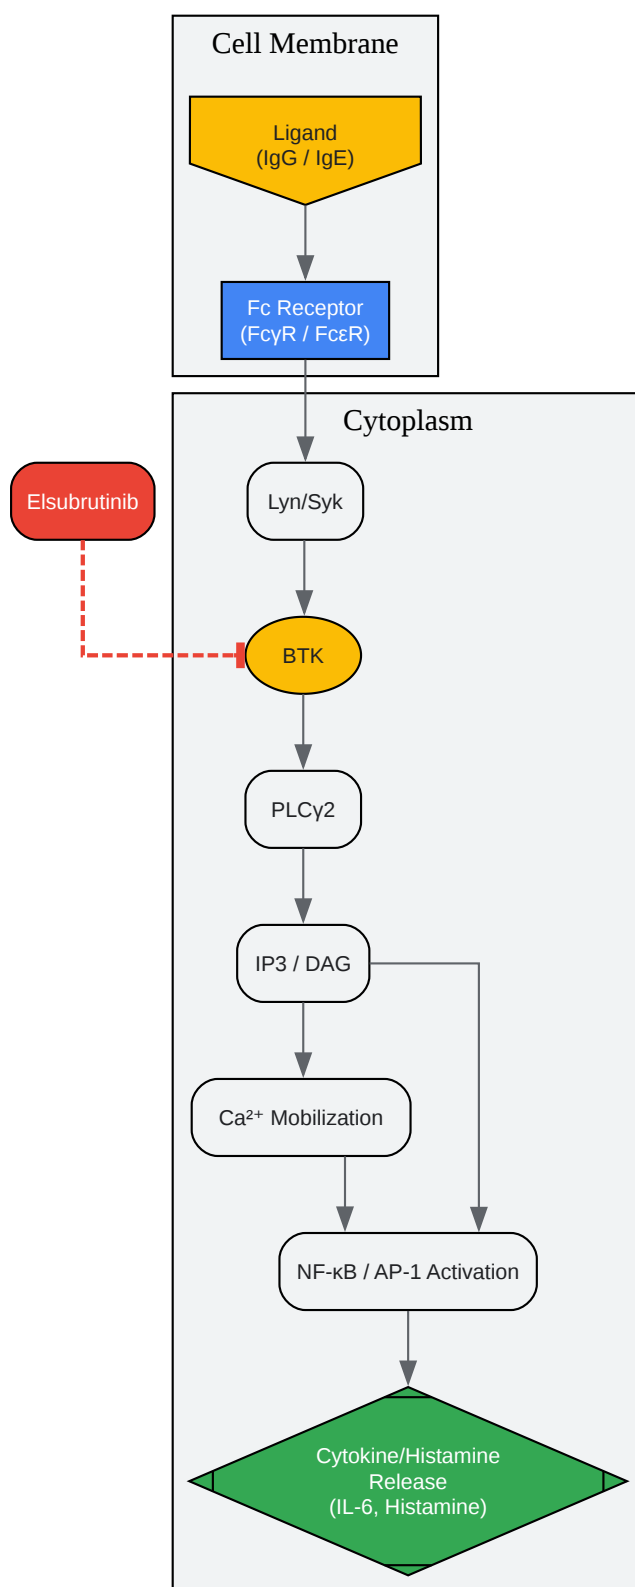 Cell Membrane
Ligand
(IgG / IgE)
Fc Receptor
(FcγR / FcεR)
Cytoplasm
Elsubrutinib
Lyn/Syk
BTK
PLCγ2
IP3 / DAG
Ca²⁺ Mobilization
NF-κB / AP-1 Activation
Cytokine/Histamine
Release
(IL-6, Histamine)